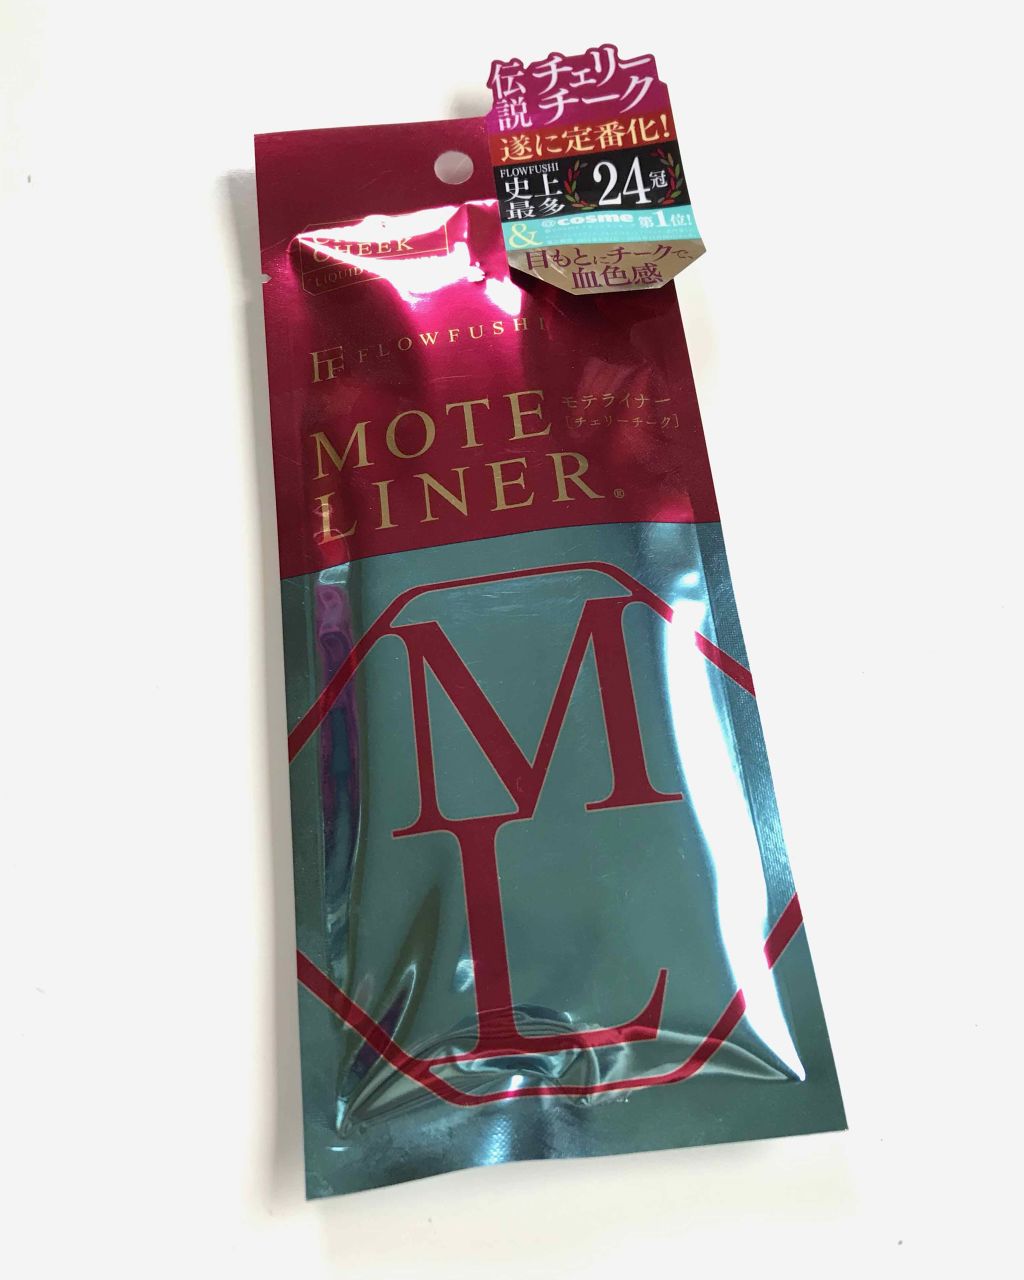 伝説 チェリーチーク
遂に定番化!
FLOWFUSHI
史上最多 24冠
@cosme 第1位!
&
目もとにチークで、
血色感
CHEEK
LIQUID
FF FLOWFUSHI
MOTE
LINER®
モテライナー
[チェリーチーク]
M
L